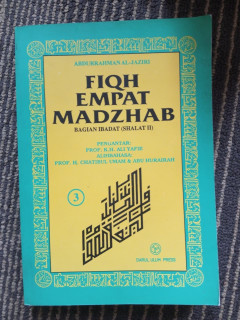 ABDURRAHMAN AL-JAZIRI
FIQH
EMPAT
MADZHAB
BAGIAN IBADAT (SHALAT II)
PENGANTAR:
PROF. K.H. ALI YAFIE
ALIHBAHASA:
PROF. H. CHATIBUL UMAM & ABU HURAIRAH
3
DARUL ULUM PRESS